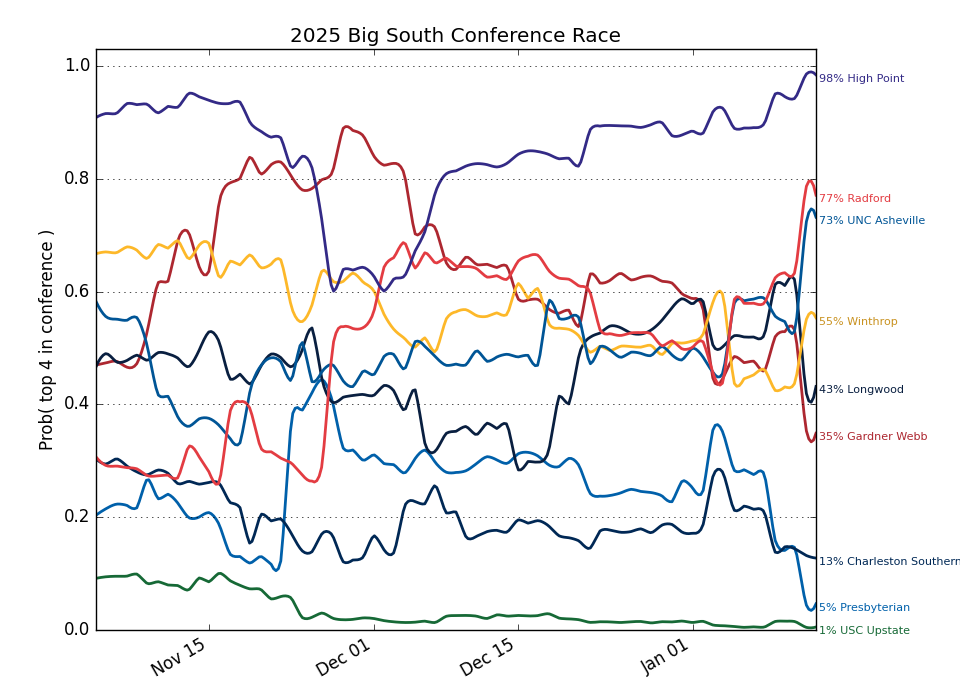 2025 Big South Conference Race
Prob( top 4 in conference )
1.0
0.8
0.6
0.4
0.2
0.0
Nov 15
Dec 01
Dec 15
Jan 01
98% High Point
77% Radford
73% UNC Asheville
55% Winthrop
43% Longwood
35% Gardner Webb
13% Charleston Southern
5% Presbyterian
1% USC Upstate